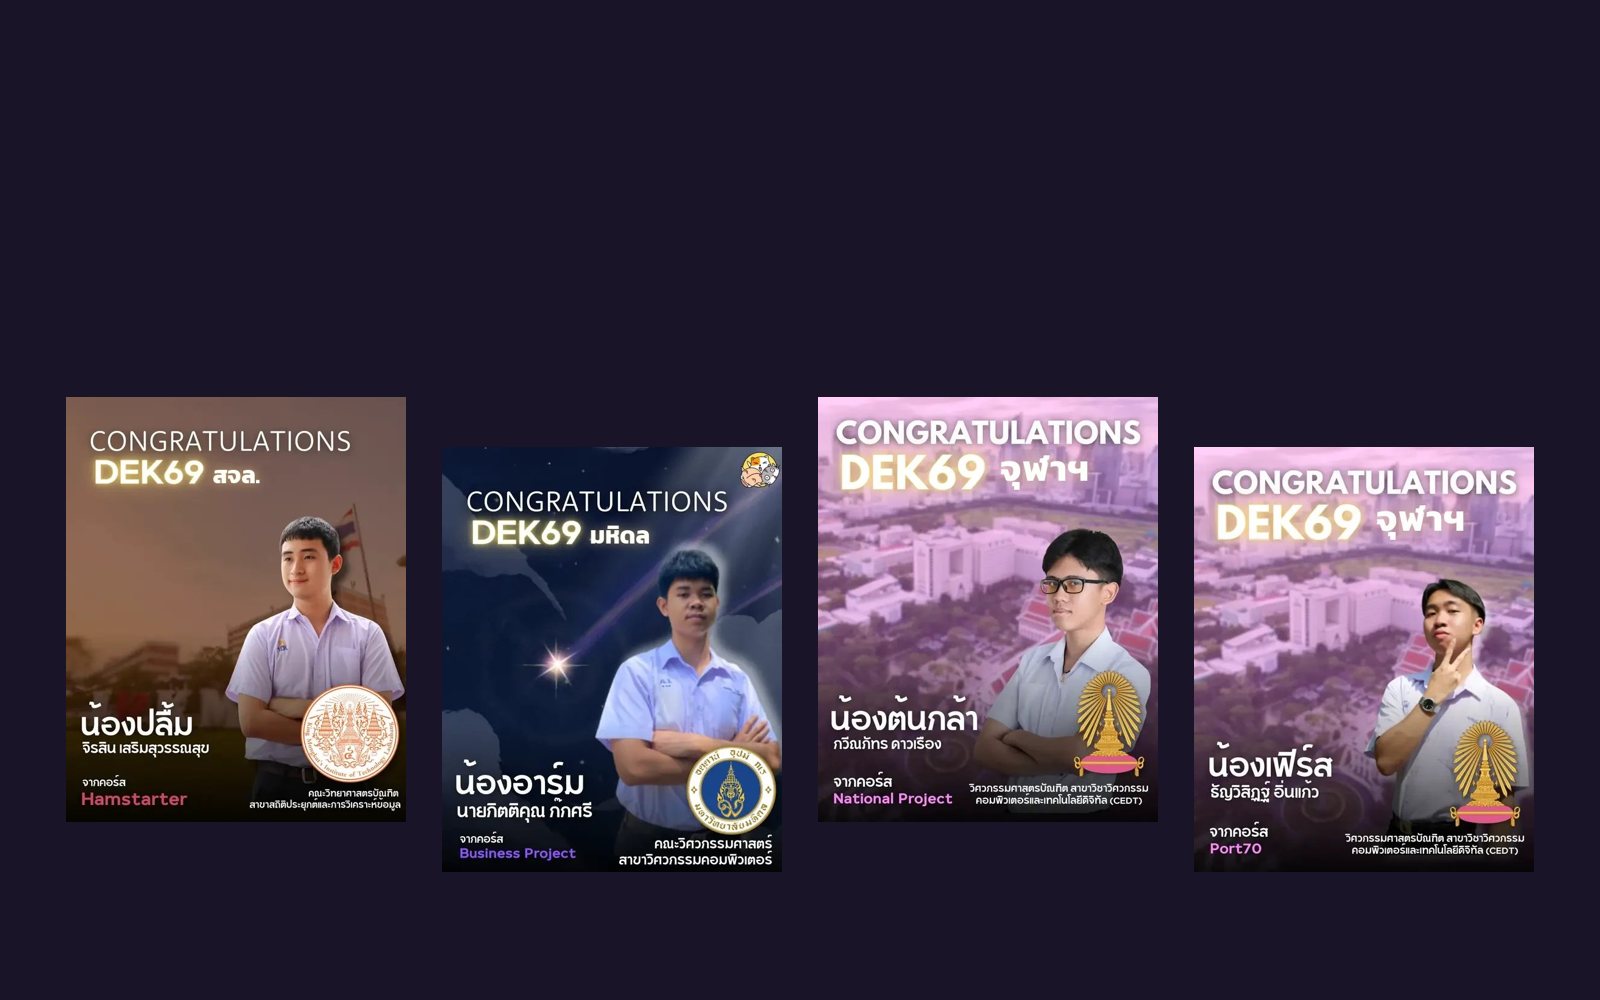 CONGRATULATIONS
DEK69 สจล.
น้องปลื้ม
จิรสิน เสริมสุวรรณสุข
จากคอร์ส
Hamstarter
คณะวิทยาศาสตรบัณฑิต
สาขาสถิติประยุกต์และการวิเคราะห์ข้อมูล
CONGRATULATIONS
DEK69 มหิดล
น้องอาร์ม
นายกิตติคุณ ก๊กศรี
จากคอร์ส
Business Project
คณะวิศวกรรมศาสตร์
สาขาวิศวกรรมคอมพิวเตอร์
CONGRATULATIONS
DEK69 จุฬาฯ
น้องต้นกล้า
ภวีณภัทร ดาวเรือง
จากคอร์ส
National Project
วิศวกรรมศาสตรบัณฑิต สาขาวิชาวิศวกรรม
คอมพิวเตอร์และเทคโนโลยีดิจิทัล (CEDT)
CONGRATULATIONS
DEK69 จุฬาฯ
น้องเฟิร์ส
ธัญวิสิฏฐ์ อิ่นแก้ว
จากคอร์ส
Port70
วิศวกรรมศาสตรบัณฑิต สาขาวิชาวิศวกรรม
คอมพิวเตอร์และเทคโนโลยีดิจิทัล (CEDT)